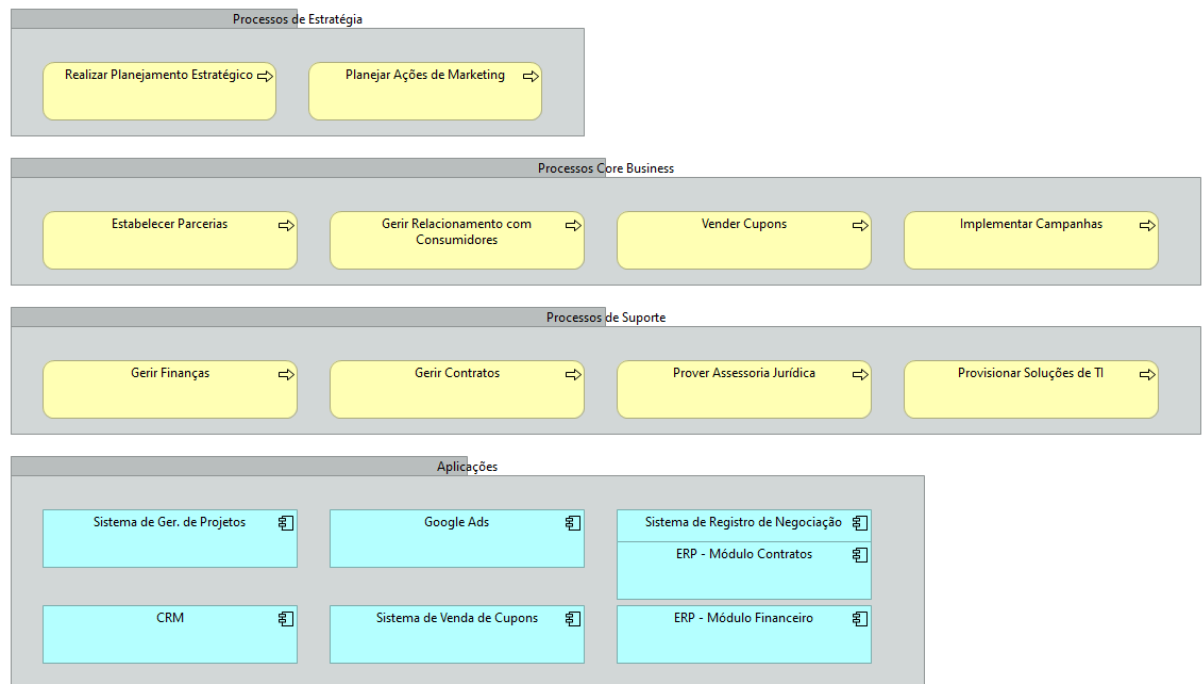 Processos de Estratégia
Realizar Planejamento Estratégico
Planejar Ações de Marketing
Processos Core Business
Estabelecer Parcerias
Gerir Relacionamento com
Consumidores
Vender Cupons
Implementar Campanhas
Processos de Suporte
Gerir Finanças
Gerir Contratos
Prover Assessoria Jurídica
Provisionar Soluções de TI
Aplicações
Sistema de Ger. de Projetos
Google Ads
Sistema de Registro de Negociação
ERP - Módulo Contratos
CRM
Sistema de Venda de Cupons
ERP - Módulo Financeiro